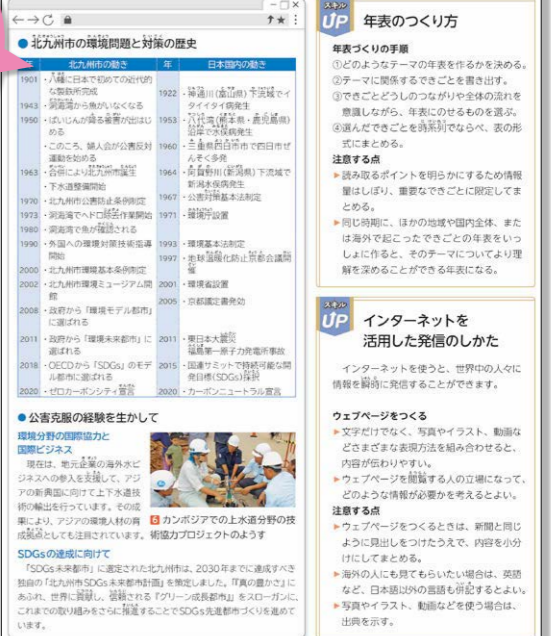 ●北九州市の環境問題と対策の歴史
年 北九州市の動き 年 日本国内の動き
1901 ・八幡に日本で初めての近代的
な製鉄所完成
1943 ・洞海湾から魚がいなくなる
1950 ・ばいじんが降る被害が出はじ
める
・このころ、婦人会が公害反対
運動を始める
1963 ・合併により北九州市誕生
・下水道整備開始
1970 ・北九州市公害防止条例制定
1973 ・洞海湾でヘドロ除去作業開始
1980 ・洞海湾で魚が確認される
1990 ・外国への環境対策技術指導
開始
2000 ・北九州市環境基本条例制定
2002 ・北九州市環境ミュージアム開
館
2008 ・政府から「環境モデル都市」
に選ばれる
2011 ・政府から「環境未来都市」に
選ばれる
2018 ・OECDから「SDGs」のモデ
ル都市に選ばれる
2020 ・ゼロカーボンシティ宣言
1922 ・神通川(富山県)下流域でイ
タイイタイ病発生
1953 ・八代海(熊本県・鹿児島県)
沿岸で水俣病発生
1960 ・三重県四日市市で四日市ぜ
んそく多発
1964 ・阿賀野川(新潟県)下流域で
新潟水俣病発生
1967 ・公害対策基本法制定
1971 ・環境庁設置
1993 ・環境基本法制定
1997 ・地球温暖化防止京都会議開
催
2001 ・環境省設置
2005 ・京都議定書発効
2011 ・東日本大震災
福島第一原子力発電所事故
2015 ・国連サミットで持続可能な開
発目標(SDGs)採択
2020 ・カーボンニュートラル宣言
●公害克服の経験を生かして
環境分野の国際協力と
国際ビジネス
現在は、地元企業の海外水ビ
ジネスへの参入を支援して、アジ
アの新興国に向けて上下水道技
術の輸出を行っています。その成
果により、アジアの環境人材の育
成拠点としても注目されています。
6 カンボジアでの上水道分野の技
術協力プロジェクトのようす
SDGsの達成に向けて
「SDGs未来都市」に選定された北九州市は、2030年までに達成すべき
独自の「北九州市SDGs未来都市計画」を策定しました。『「真の豊かさ」に
あふれ、世界に貢献し、信頼される「グリーン成長都市」』をスローガンに、
これまでの取り組みをさらに推進することでSDGs先進都市づくりを進めて
います。
スキルUP 年表のつくり方
年表づくりの手順
①どのようなテーマの年表を作るかを決める。
②テーマに関係するできごとを書き出す。
③できごとどうしのつながりや全体の流れを
意識しながら、年表にのせるものを選ぶ。
④選んだできごとを時系列でならべ、表の形
式にまとめる。
注意する点
▶読み取るポイントを明らかにするため情報
量はしぼり、重要なできごとに限定してま
とめる。
▶同じ時期に、ほかの地域や国内全体、また
は海外で起こったできごとの年表をいっ
しょに作ると、そのテーマについてより理
解を深めることができる年表になる。
スキルUP インターネットを
活用した発信のしかた
インターネットを使うと、世界中の人々に
情報を瞬時に発信することができます。
ウェブページをつくる
▶文字だけでなく、写真やイラスト、動画な
どさまざまな表現方法を組み合わせると、
内容が伝わりやすい。
▶ウェブページを閲覧する人の立場になって、
どのような情報が必要かを考えるとよい。
注意する点
▶ウェブページをつくるときは、新聞と同じ
ように見出しをつけたうえで、内容を小分
けにしてまとめる。
▶海外の人にも見てもらいたい場合は、英語
など、日本語以外の言語も併記するとよい。
▶写真やイラスト、動画などを使う場合は、
出典を示す。